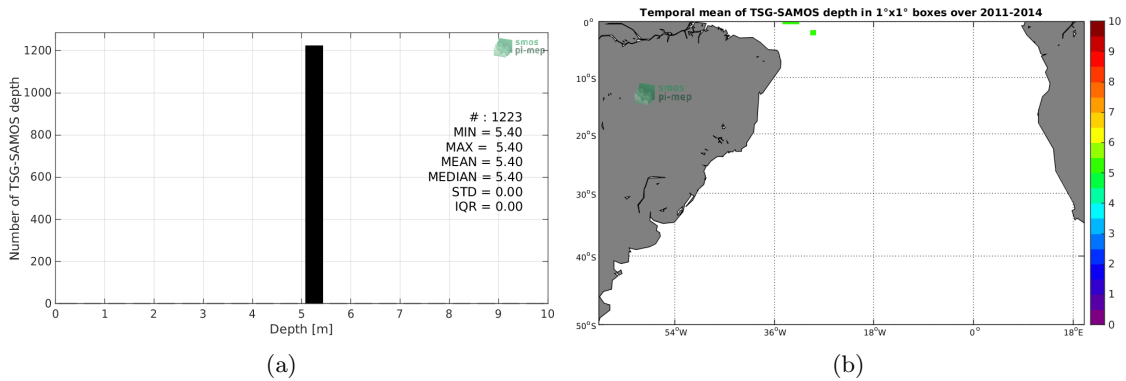 1200
1000
800
600
400
200
0
Number of TSG-SAMOS depth
0 1 2 3 4 5 6 7 8 9 10
Depth [m]
smos
pi-mep
# : 1223
MIN = 5.40
MAX = 5.40
MEAN = 5.40
MEDIAN = 5.40
STD = 0.00
IQR = 0.00
(a)
Temporal mean of TSG-SAMOS depth in 1°x1° boxes over 2011-2014
0°
10°S
20°S
30°S
40°S
50°S
54°W 36°W 18°W 0° 18°E
smos
pi-mep
10
9
8
7
6
5
4
3
2
1
0
(b)